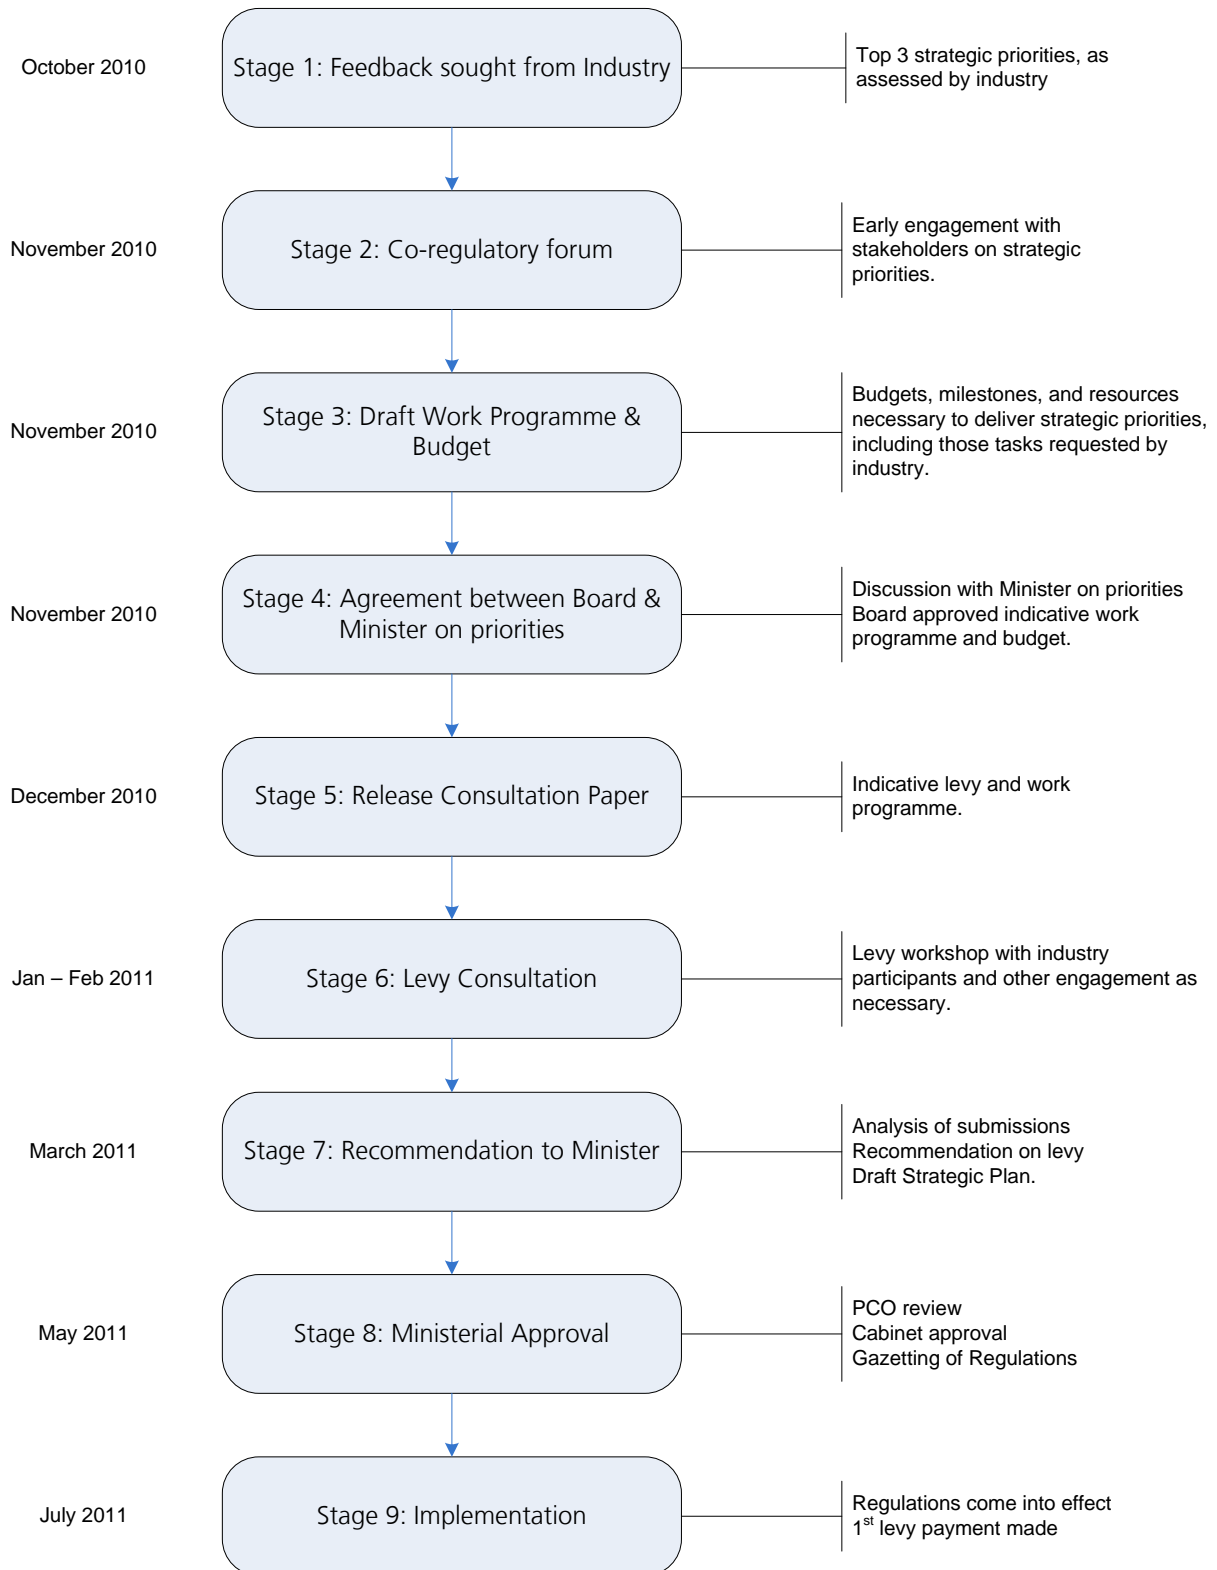 October 2010
Stage 1: Feedback sought from Industry
Top 3 strategic priorities, as
assessed by industry
November 2010
Stage 2: Co-regulatory forum
Early engagement with
stakeholders on strategic
priorities.
November 2010
Stage 3: Draft Work Programme &
Budget
Budgets, milestones, and resources
necessary to deliver strategic priorities,
including those tasks requested by
industry.
November 2010
Stage 4: Agreement between Board &
Minister on priorities
Discussion with Minister on priorities
Board approved indicative work
programme and budget.
December 2010
Stage 5: Release Consultation Paper
Indicative levy and work
programme.
Jan – Feb 2011
Stage 6: Levy Consultation
Levy workshop with industry
participants and other engagement as
necessary.
March 2011
Stage 7: Recommendation to Minister
Analysis of submissions
Recommendation on levy
Draft Strategic Plan.
May 2011
Stage 8: Ministerial Approval
PCO review
Cabinet approval
Gazetting of Regulations
July 2011
Stage 9: Implementation
Regulations come into effect
1st levy payment made